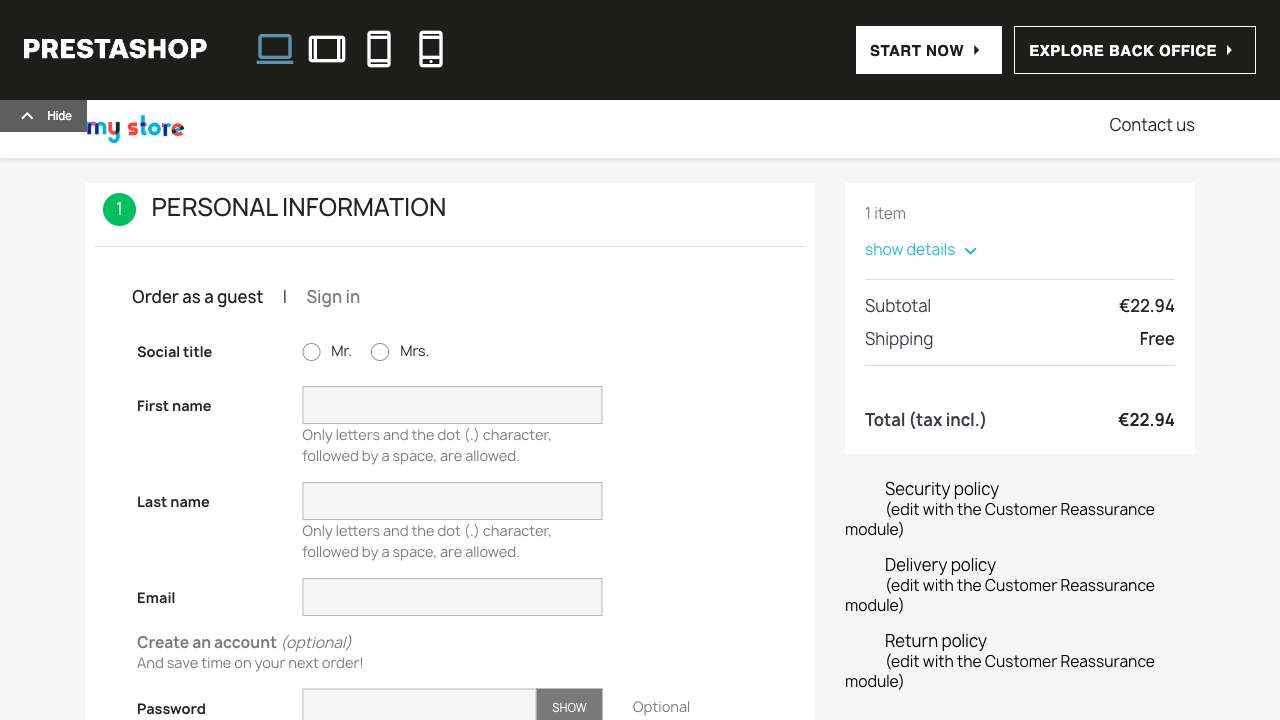 PRESTASHOP
START NOW
EXPLORE BACK OFFICE
Hide
my store
Contact us
1 PERSONAL INFORMATION
Order as a guest | Sign in
Social title
Mr.
Mrs.
First name
Only letters and the dot (.) character,
followed by a space, are allowed.
Last name
Only letters and the dot (.) character,
followed by a space, are allowed.
Email
Create an account (optional)
And save time on your next order!
Password
SHOW
Optional
1 item
show details
Subtotal €22.94
Shipping Free
Total (tax incl.) €22.94
Security policy
(edit with the Customer Reassurance
module)
Delivery policy
(edit with the Customer Reassurance
module)
Return policy
(edit with the Customer Reassurance
module)